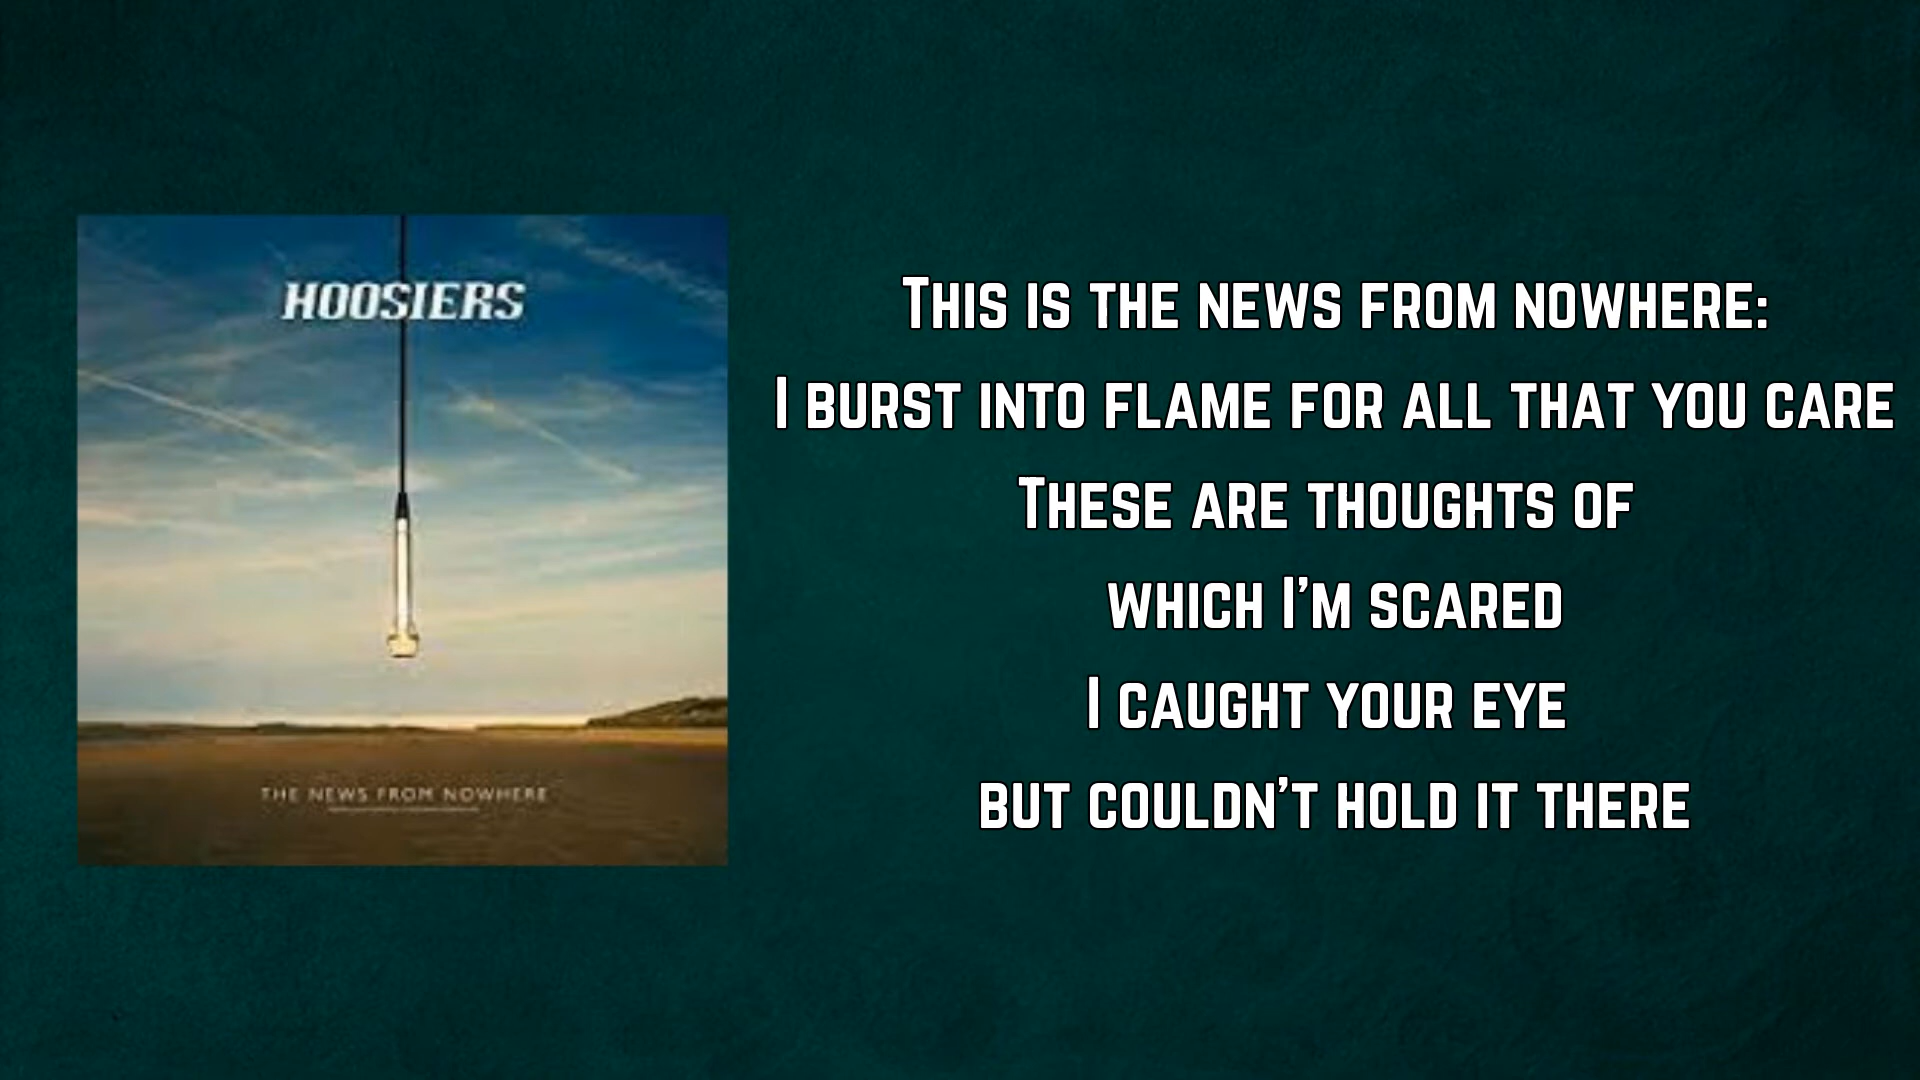 HOOSIERS
THE NEWS FROM NOWHERE
This is the news from nowhere:
I burst into flame for all that you care
These are thoughts of
which I'm scared
I caught your eye
but couldn't hold it there